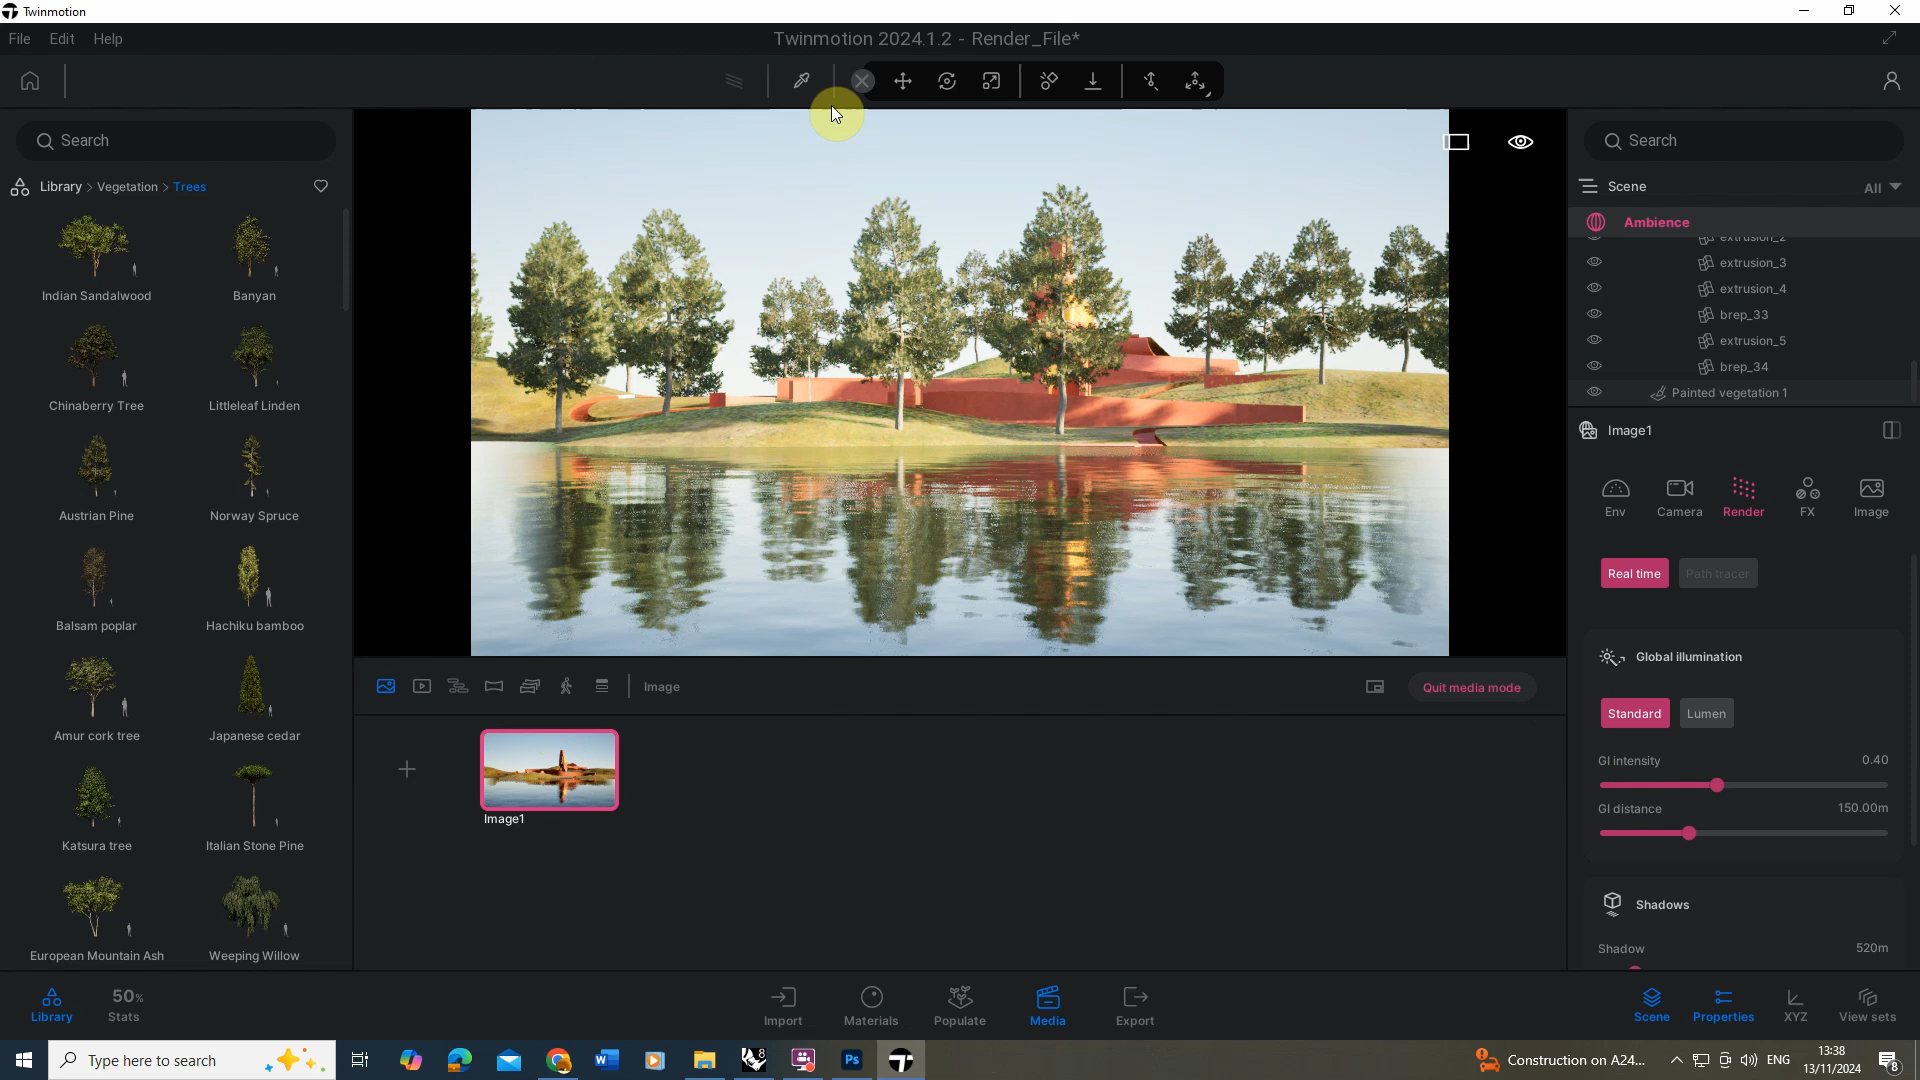 Twinmotion
File Edit Help
Twinmotion 2024.1.2 - Render_File*
Search
Library > Vegetation > Trees
Indian Sandalwood
Banyan
Chinaberry Tree
Littleleaf Linden
Austrian Pine
Norway Spruce
Balsam poplar
Hachiku bamboo
Amur cork tree
Japanese cedar
Katsura tree
Italian Stone Pine
European Mountain Ash
Weeping Willow
Image
Quit media mode
Image1
Search
Scene
All
Ambience
extrusion_2
extrusion_3
extrusion_4
brep_33
extrusion_5
brep_34
Painted vegetation 1
Image1
Env
Camera
Render
FX
Image
Real time
Path tracer
Global illumination
Standard
Lumen
GI intensity 0.40
GI distance 150.00m
Shadows
Shadow 520m
Library
50%
Stats
Import
Materials
Populate
Media
Export
Scene
Properties
XYZ
View sets
Type here to search
W
8
Ps
Construction on A24...
ENG
13:38
13/11/2024
8